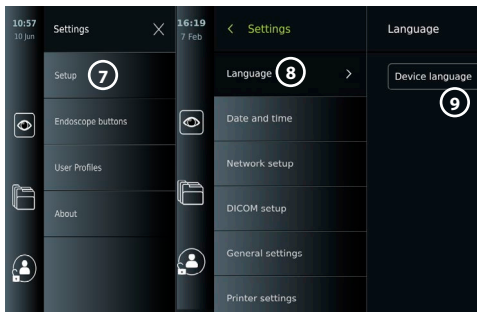 10:57
10 Jun
Settings
Setup
7
Endoscope buttons
User Profiles
About
16:19
7 Feb
Settings
Language
8
Date and time
Network setup
DICOM setup
General settings
Printer settings
Language
Device language
9